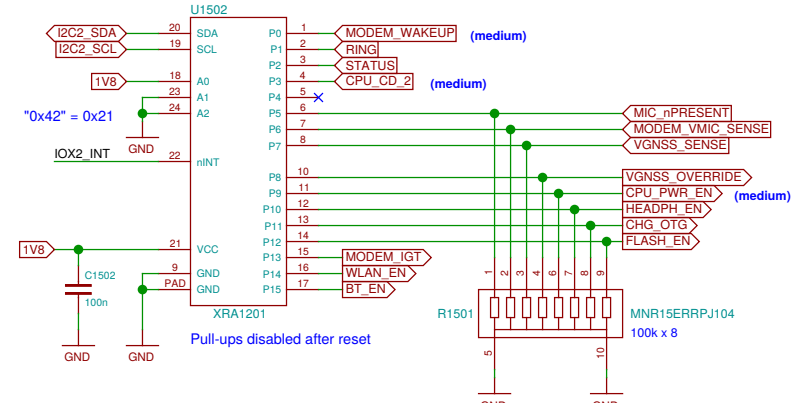 U1502
I2C2_SDA 20 SDA P0 1 MODEM_WAKEUP (medium)
I2C2_SCL 19 SCL P1 2 RING
P2 3 STATUS
1V8 18 A0 P3 4 CPU_CD_2 (medium)
23 A1 P4 5
"0x42" = 0x21 24 A2 P5 6 MIC_nPRESENT
P6 7 MODEM_VMIC_SENSE
GND P7 8 VGNSS_SENSE
IOX2_INT 22 nINT
P8 10 VGNSS_OVERRIDE
P9 11 CPU_PWR_EN (medium)
P10 12 HEADPH_EN
P11 13 CHG_OTG
P12 14 FLASH_EN
1V8 21 VCC P13 15 MODEM_IGT
C1502 9 GND P14 16 WLAN_EN
100n PAD GND P15 17 BT_EN
1 2 3 4 6 7 8 9
XRA1201 R1501 MNR15ERRPJ104
100k x 8
Pull-ups disabled after reset
5 10
GND GND
GND GND